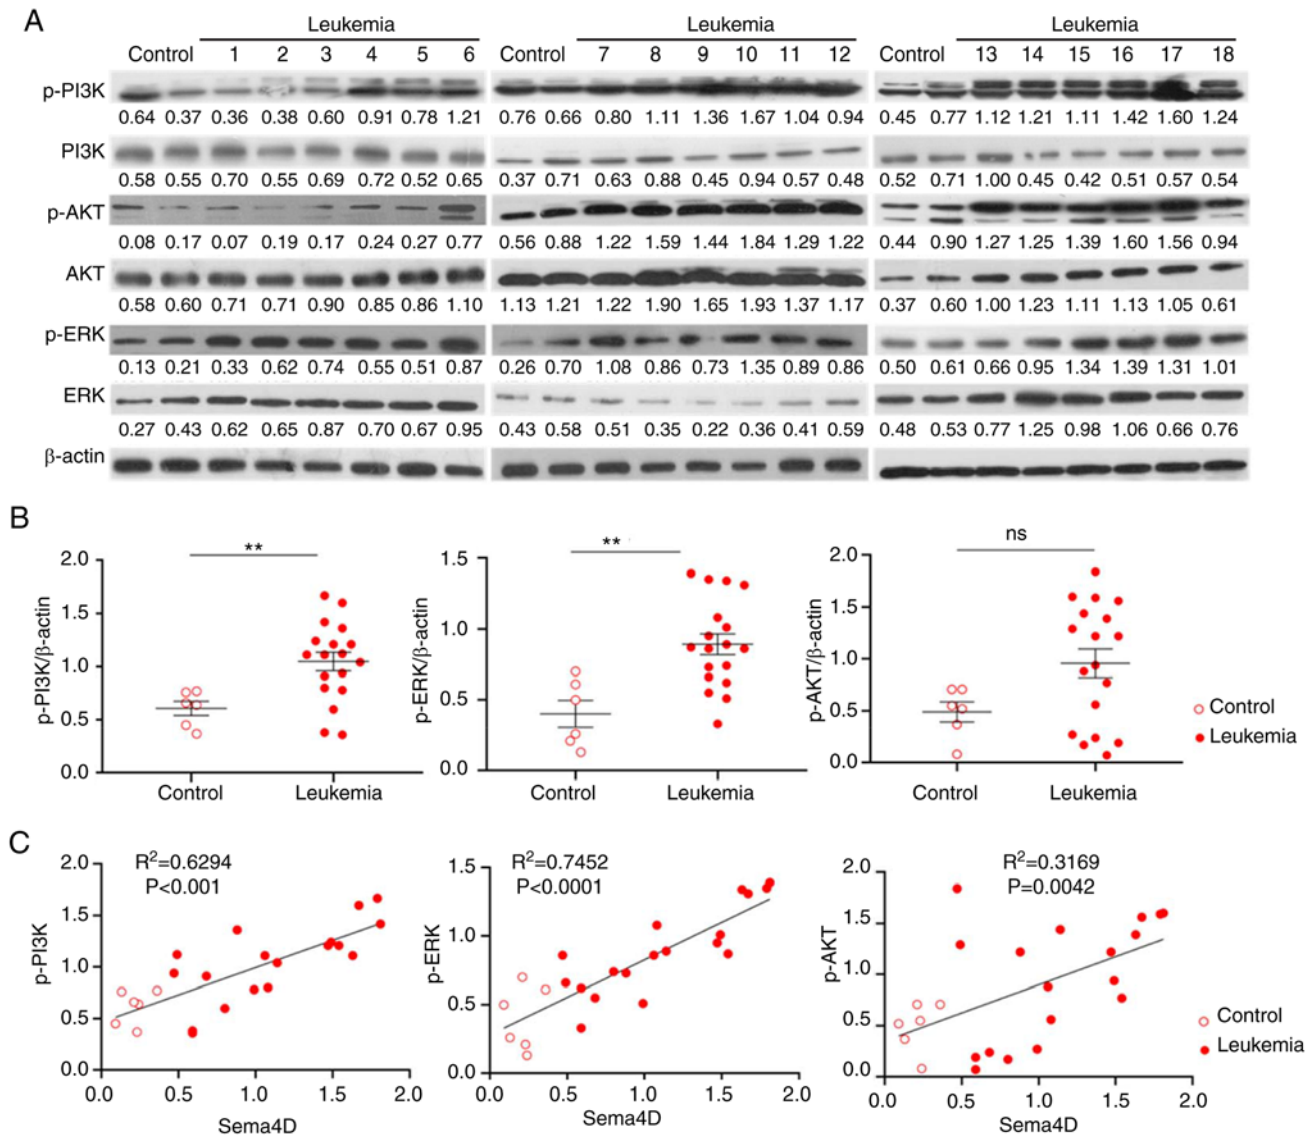 A
Leukemia Leukemia Leukemia
Control 1 2 3 4 5 6 Control 7 8 9 10 11 12 Control 13 14 15 16 17 18
p-PI3K
0.64 0.37 0.36 0.38 0.60 0.91 0.78 1.21 0.76 0.66 0.80 1.11 1.36 1.67 1.04 0.94 0.45 0.77 1.12 1.21 1.11 1.42 1.60 1.24
PI3K
0.58 0.55 0.70 0.55 0.69 0.72 0.52 0.65 0.37 0.71 0.63 0.88 0.45 0.94 0.57 0.48 0.52 0.71 1.00 0.45 0.42 0.51 0.57 0.54
p-AKT
0.08 0.17 0.07 0.19 0.17 0.24 0.27 0.77 0.56 0.88 1.22 1.59 1.44 1.84 1.29 1.22 0.44 0.90 1.27 1.25 1.39 1.60 1.56 0.94
AKT
0.58 0.60 0.71 0.71 0.90 0.85 0.86 1.10 1.13 1.21 1.22 1.90 1.65 1.93 1.37 1.17 0.37 0.60 1.00 1.23 1.11 1.13 1.05 0.61
p-ERK
0.13 0.21 0.33 0.62 0.74 0.55 0.51 0.87 0.26 0.70 1.08 0.86 0.73 1.35 0.89 0.86 0.50 0.61 0.66 0.95 1.34 1.39 1.31 1.01
ERK
0.27 0.43 0.62 0.65 0.87 0.70 0.67 0.95 0.43 0.58 0.51 0.35 0.22 0.36 0.41 0.59 0.48 0.53 0.77 1.25 0.98 1.06 0.66 0.76
β-actin
B
p-PI3K/β-actin
2.0
1.5
1.0
0.5
0.0
**
Control Leukemia
p-ERK/β-actin
1.5
1.0
0.5
0.0
**
Control Leukemia
p-AKT/β-actin
2.0
1.5
1.0
0.5
0.0
ns
Control Leukemia
Control
Leukemia
C
p-PI3K
2.0
1.5
1.0
0.5
0.0
R²=0.6294
P<0.001
0.0 0.5 1.0 1.5 2.0
Sema4D
p-ERK
1.5
1.0
0.5
0.0
R²=0.7452
P<0.0001
0.0 0.5 1.0 1.5 2.0
Sema4D
p-AKT
2.0
1.5
1.0
0.5
0.0
R²=0.3169
P=0.0042
0.0 0.5 1.0 1.5 2.0
Sema4D
Control
Leukemia